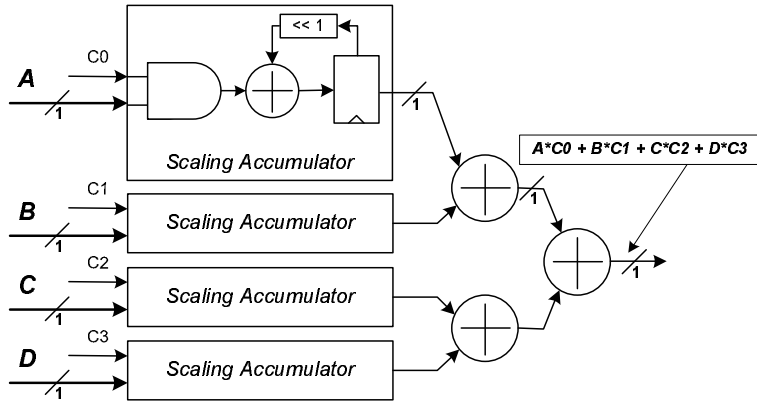 C0
<< 1
A
1
1
Scaling Accumulator
A*C0 + B*C1 + C*C2 + D*C3
C1
B
1
Scaling Accumulator
1
C2
C
1
Scaling Accumulator
1
C3
D
1
Scaling Accumulator